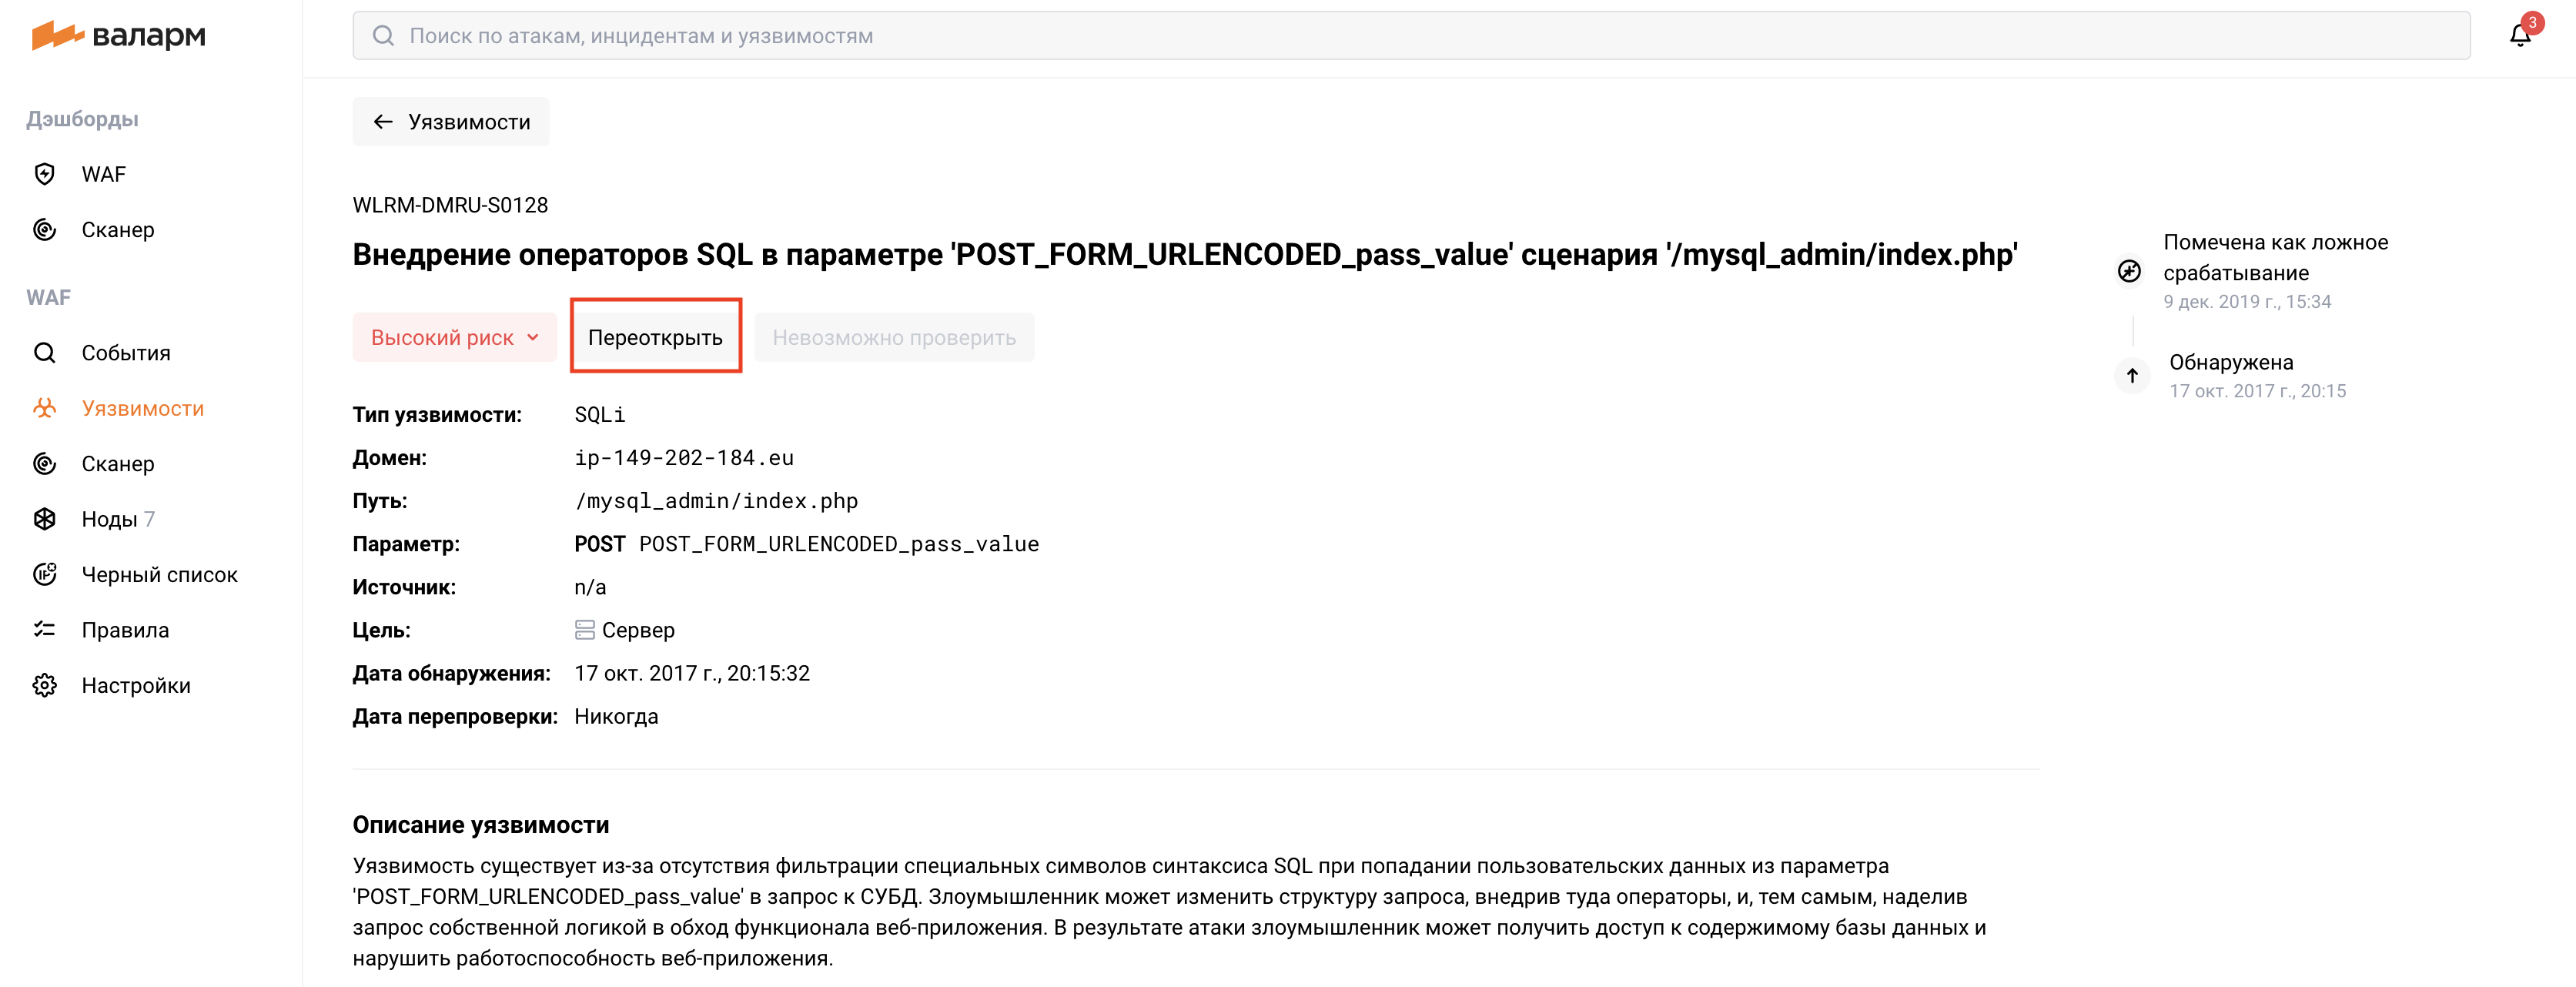 валарм
Поиск по атакам, инцидентам и уязвимостям
3
Дэшборды
WAF
Сканер
WAF
События
Уязвимости
Сканер
Ноды 7
Черный список
Правила
Настройки
Уязвимости
WLRM-DMRU-S0128
Внедрение операторов SQL в параметре 'POST_FORM_URLENCODED_pass_value' сценария '/mysql_admin/index.php'
Высокий риск
Переоткрыть
Невозможно проверить
Тип уязвимости: SQLi
Домен: ip-149-202-184.eu
Путь: /mysql_admin/index.php
Параметр: POST POST_FORM_URLENCODED_pass_value
Источник: n/a
Цель: Сервер
Дата обнаружения: 17 окт. 2017 г., 20:15:32
Дата перепроверки: Никогда
Описание уязвимости
Уязвимость существует из-за отсутствия фильтрации специальных символов синтаксиса SQL при попадании пользовательских данных из параметра
'POST_FORM_URLENCODED_pass_value' в запрос к СУБД. Злоумышленник может изменить структуру запроса, внедрив туда операторы, и, тем самым, наделив
запрос собственной логикой в обход функционала веб-приложения. В результате атаки злоумышленник может получить доступ к содержимому базы данных и
нарушить работоспособность веб-приложения.
Помечена как ложное
срабатывание
9 дек. 2019 г., 15:34
Обнаружена
17 окт. 2017 г., 20:15